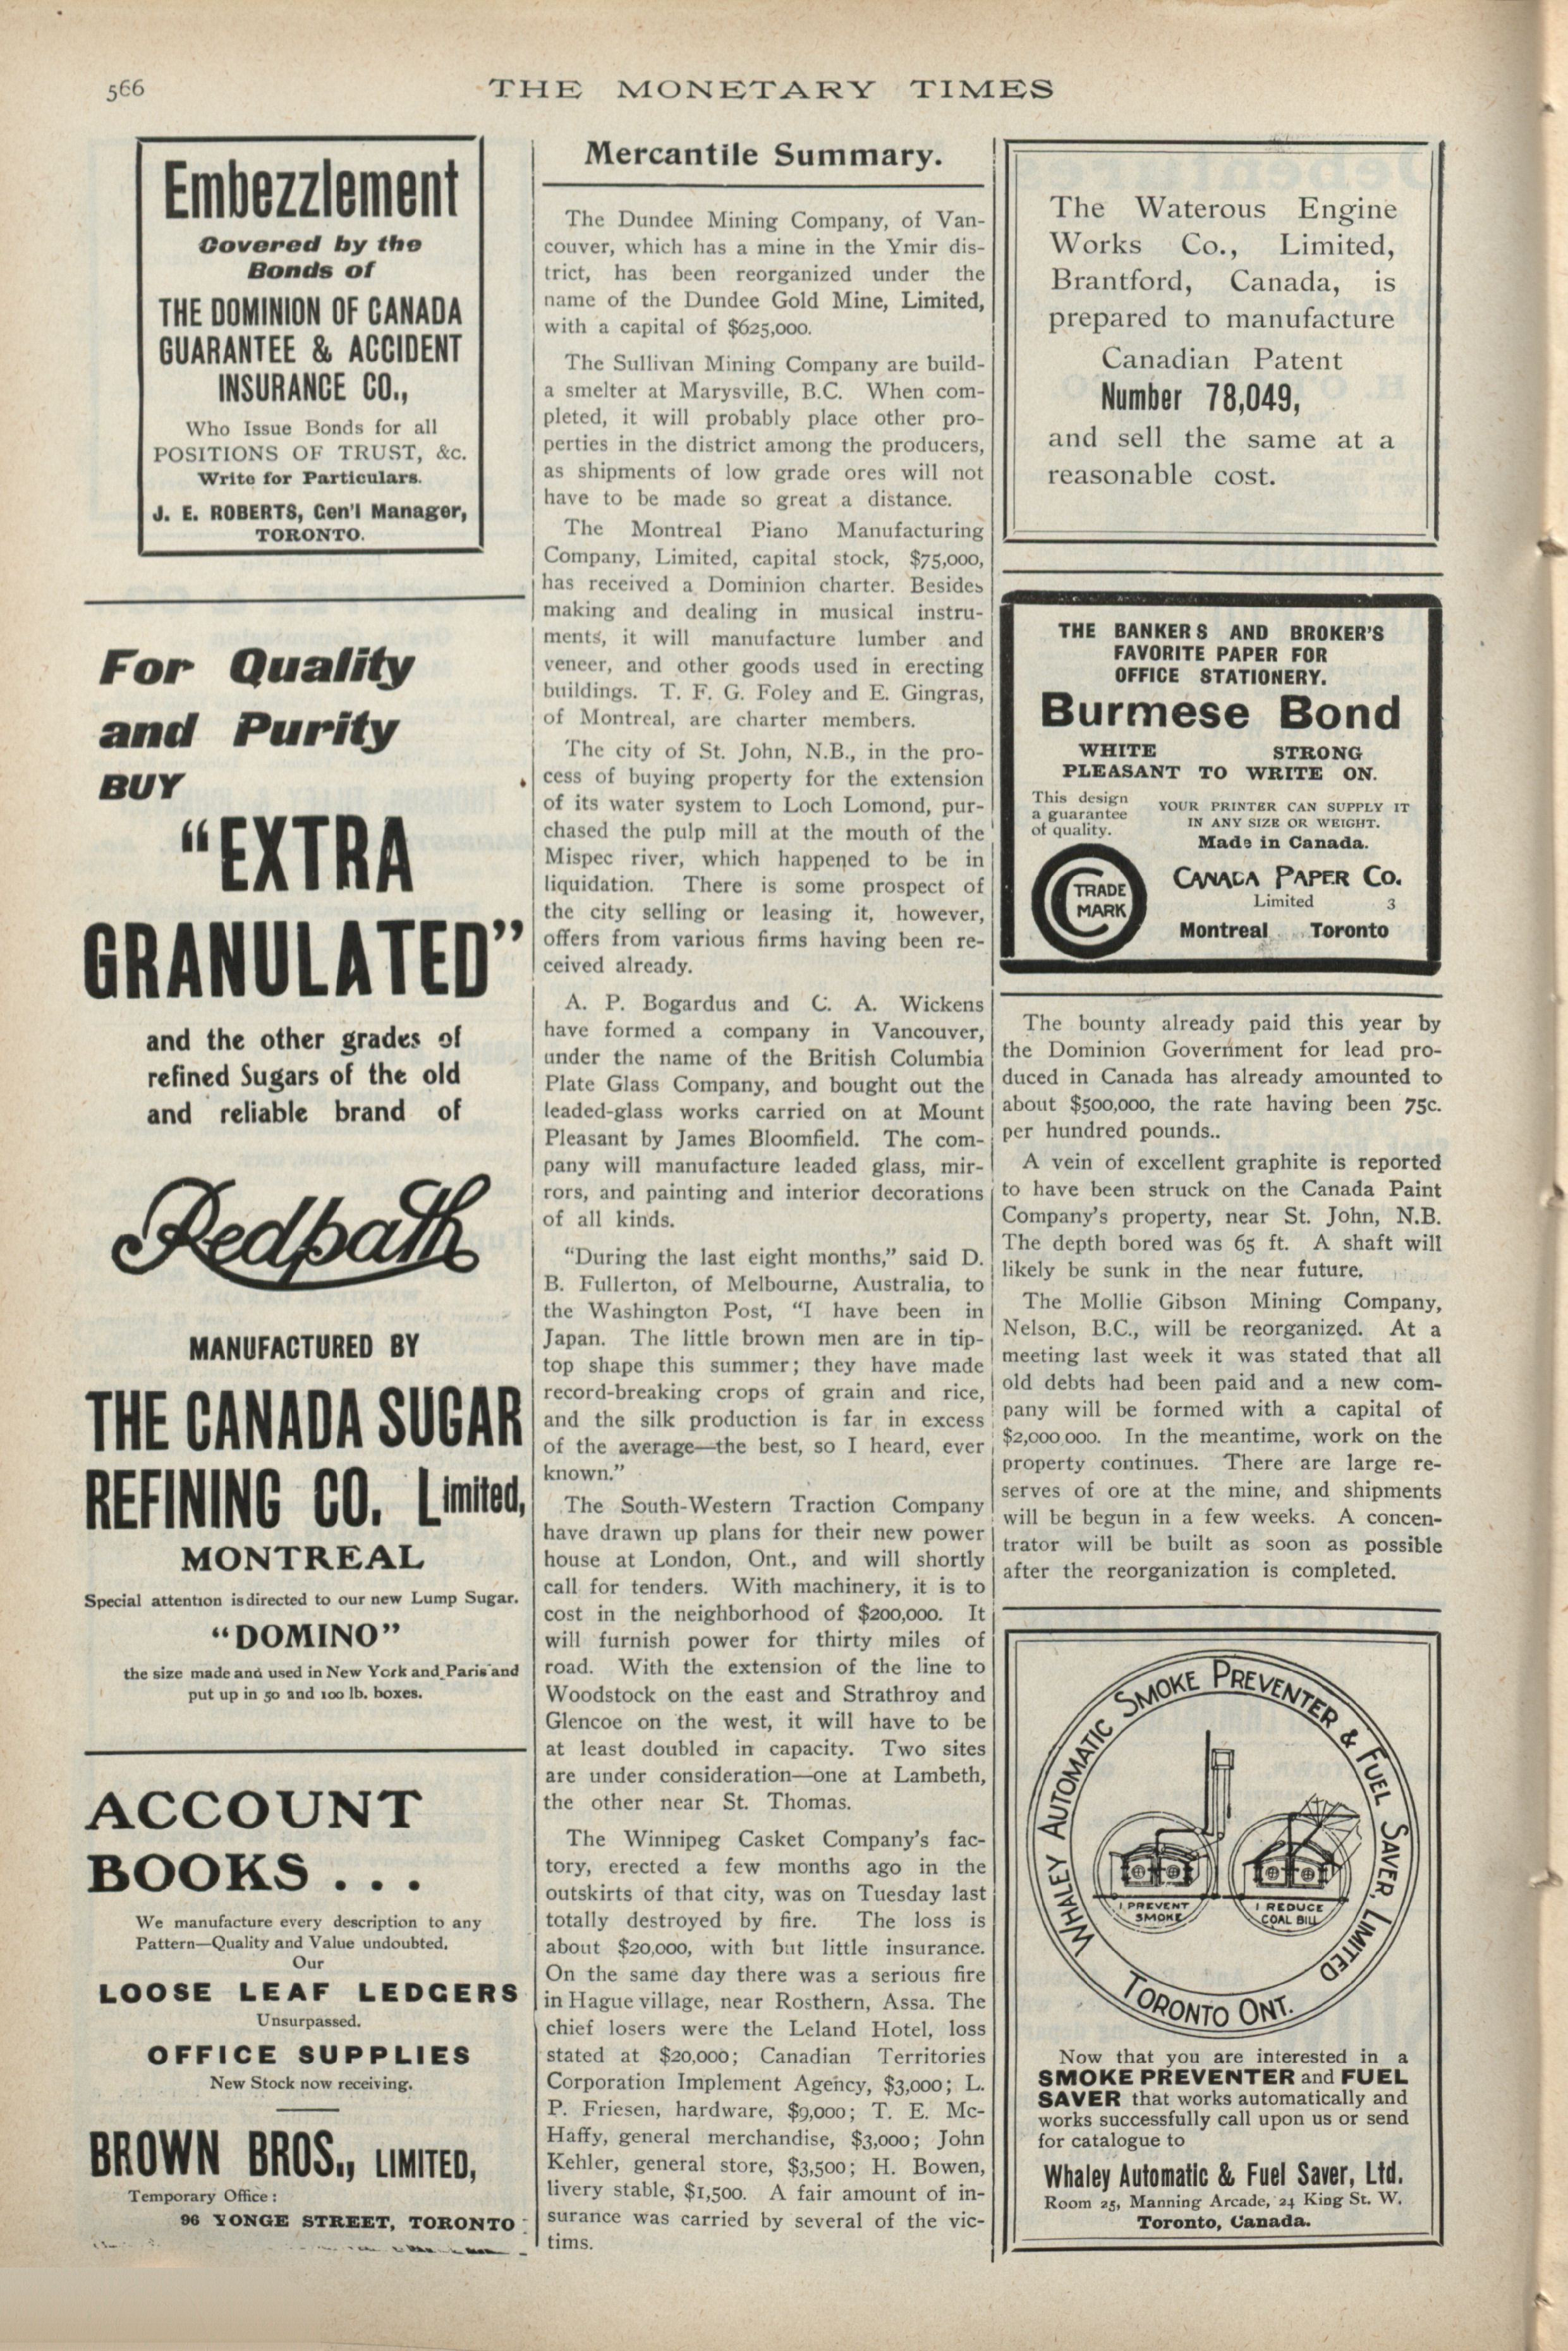 566
THE MONETARY TIMES
Embezzlement
Covered by the
Bonds of
THE DOMINION OF CANADA
GUARANTEE & ACCIDENT
INSURANCE CO.,
Who Issue Bonds for all
POSITIONS OF TRUST, &c.
Write for Particulars.
J. E. ROBERTS, Gen'l Manager,
TORONTO.
For Quality
and Purity
BUY
“EXTRA
GRANULATED”
and the other grades of
refined Sugars of the old
and reliable brand of
Redpath
MANUFACTURED BY
THE CANADA SUGAR
REFINING CO. Limited,
MONTREAL
Special attention is directed to our new Lump Sugar.
“DOMINO”
the size made and used in New York and Paris and
put up in 50 and 100 lb. boxes.
ACCOUNT
BOOKS . . .
We manufacture every description to any
Pattern—Quality and Value undoubted.
Our
LOOSE LEAF LEDGERS
Unsurpassed.
OFFICE SUPPLIES
New Stock now receiving.
BROWN BROS., LIMITED,
Temporary Office :
96 YONGE STREET, TORONTO
Mercantile Summary.
The Dundee Mining Company, of Van-
couver, which has a mine in the Ymir dis-
trict, has been reorganized under the
name of the Dundee Gold Mine, Limited,
with a capital of $625,000.
The Sullivan Mining Company are build-
a smelter at Marysville, B.C. When com-
pleted, it will probably place other pro-
perties in the district among the producers,
as shipments of low grade ores will not
have to be made so great a distance.
The Montreal Piano Manufacturing
Company, Limited, capital stock, $75,000,
has received a Dominion charter. Besides
making and dealing in musical instru-
ments, it will manufacture lumber and
veneer, and other goods used in erecting
buildings. T. F. G. Foley and E. Gingras,
of Montreal, are charter members.
The city of St. John, N.B., in the pro-
cess of buying property for the extension
of its water system to Loch Lomond, pur-
chased the pulp mill at the mouth of the
Mispec river, which happened to be in
liquidation. There is some prospect of
the city selling or leasing it, however,
offers from various firms having been re-
ceived already.
A. P. Bogardus and C. A. Wickens
have formed a company in Vancouver,
under the name of the British Columbia
Plate Glass Company, and bought out the
leaded-glass works carried on at Mount
Pleasant by James Bloomfield. The com-
pany will manufacture leaded glass, mir-
rors, and painting and interior decorations
of all kinds.
“During the last eight months,” said D.
B. Fullerton, of Melbourne, Australia, to
the Washington Post, “I have been in
Japan. The little brown men are in tip-
top shape this summer; they have made
record-breaking crops of grain and rice,
and the silk production is far in excess
of the average—the best, so I heard, ever
known.”
The South-Western Traction Company
have drawn up plans for their new power
house at London, Ont., and will shortly
call for tenders. With machinery, it is to
cost in the neighborhood of $200,000. It
will furnish power for thirty miles of
road. With the extension of the line to
Woodstock on the east and Strathroy and
Glencoe on the west, it will have to be
at least doubled in capacity. Two sites
are under consideration—one at Lambeth,
the other near St. Thomas.
The Winnipeg Casket Company's fac-
tory, erected a few months ago in the
outskirts of that city, was on Tuesday last
totally destroyed by fire. The loss is
about $20,000, with but little insurance.
On the same day there was a serious fire
in Hague village, near Rosthern, Assa. The
chief losers were the Leland Hotel, loss
stated at $20,000; Canadian Territories
Corporation Implement Agency, $3,000; L.
P. Friesen, hardware, $9,000; T. E. Mc-
Haffy, general merchandise, $3,000; John
Kehler, general store, $3,500; H. Bowen,
livery stable, $1,500. A fair amount of in-
surance was carried by several of the vic-
tims.
The Waterous Engine
Works Co., Limited,
Brantford, Canada, is
prepared to manufacture
Canadian Patent
Number 78,049,
and sell the same at a
reasonable cost.
THE BANKERS AND BROKER'S
FAVORITE PAPER FOR
OFFICE STATIONERY.
Burmese Bond
WHITE STRONG
PLEASANT TO WRITE ON.
This design
a guarantee
of quality.
YOUR PRINTER CAN SUPPLY IT
IN ANY SIZE OR WEIGHT.
Made in Canada.
TRADE
MARK
CANADA PAPER CO.
Limited 3
Montreal Toronto
The bounty already paid this year by
the Dominion Government for lead pro-
duced in Canada has already amounted to
about $500,000, the rate having been 75c.
per hundred pounds..
A vein of excellent graphite is reported
to have been struck on the Canada Paint
Company's property, near St. John, N.B.
The depth bored was 65 ft. A shaft will
likely be sunk in the near future.
The Mollie Gibson Mining Company,
Nelson, B.C., will be reorganized. At a
meeting last week it was stated that all
old debts had been paid and a new com-
pany will be formed with a capital of
$2,000,000. In the meantime, work on the
property continues. There are large re-
serves of ore at the mine, and shipments
will be begun in a few weeks. A concen-
trator will be built as soon as possible
after the reorganization is completed.
WHALEY AUTOMATIC SMOKE PREVENTER & FUEL SAVER, LIMITED
TORONTO ONT.
I PREVENT
SMOKE
I REDUCE
COAL BILL
Now that you are interested in a
SMOKE PREVENTER and FUEL
SAVER that works automatically and
works successfully call upon us or send
for catalogue to
Whaley Automatic & Fuel Saver, Ltd.
Room 25, Manning Arcade, 24 King St. W.
Toronto, Canada.